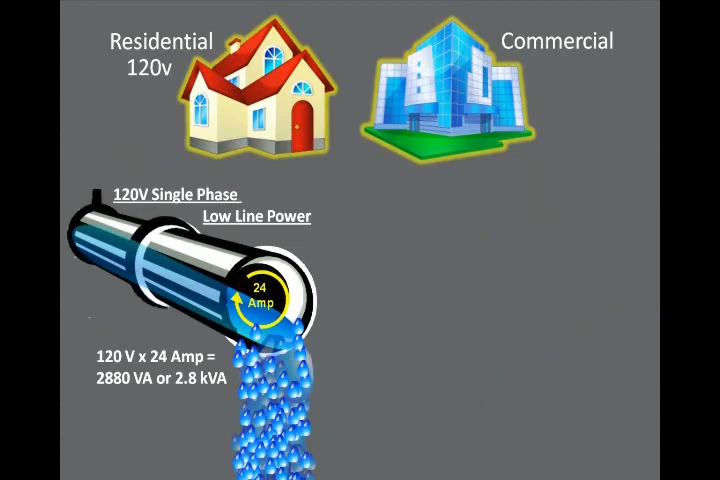 Residential
120v
Commercial
120V Single Phase
Low Line Power
24
Amp
120 V x 24 Amp =
2880 VA or 2.8 kVA